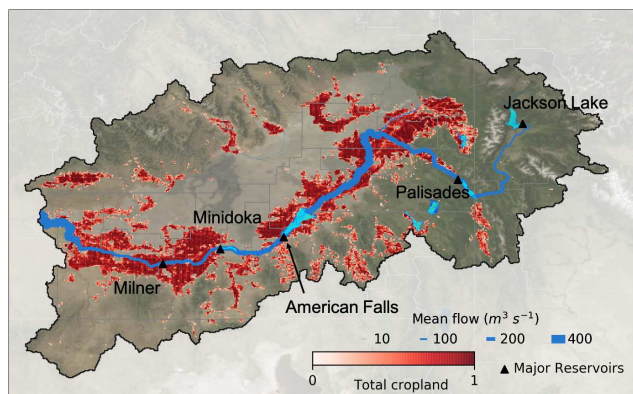 Jackson Lake
Palisades
Minidoka
Milner
American Falls
Mean flow (m³ s⁻¹)
10 100 200 400
0 1
Total cropland
Major Reservoirs